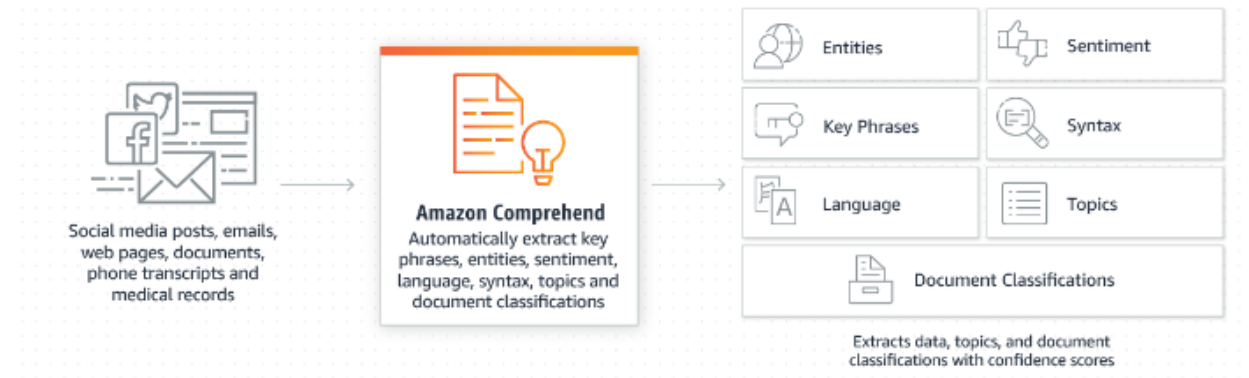 Social media posts, emails,
web pages, documents,
phone transcripts and
medical records
Amazon Comprehend
Automatically extract key
phrases, entities, sentiment,
language, syntax, topics and
document classifications
Entities
Sentiment
Key Phrases
Syntax
Language
Topics
Document Classifications
Extracts data, topics, and document
classifications with confidence scores